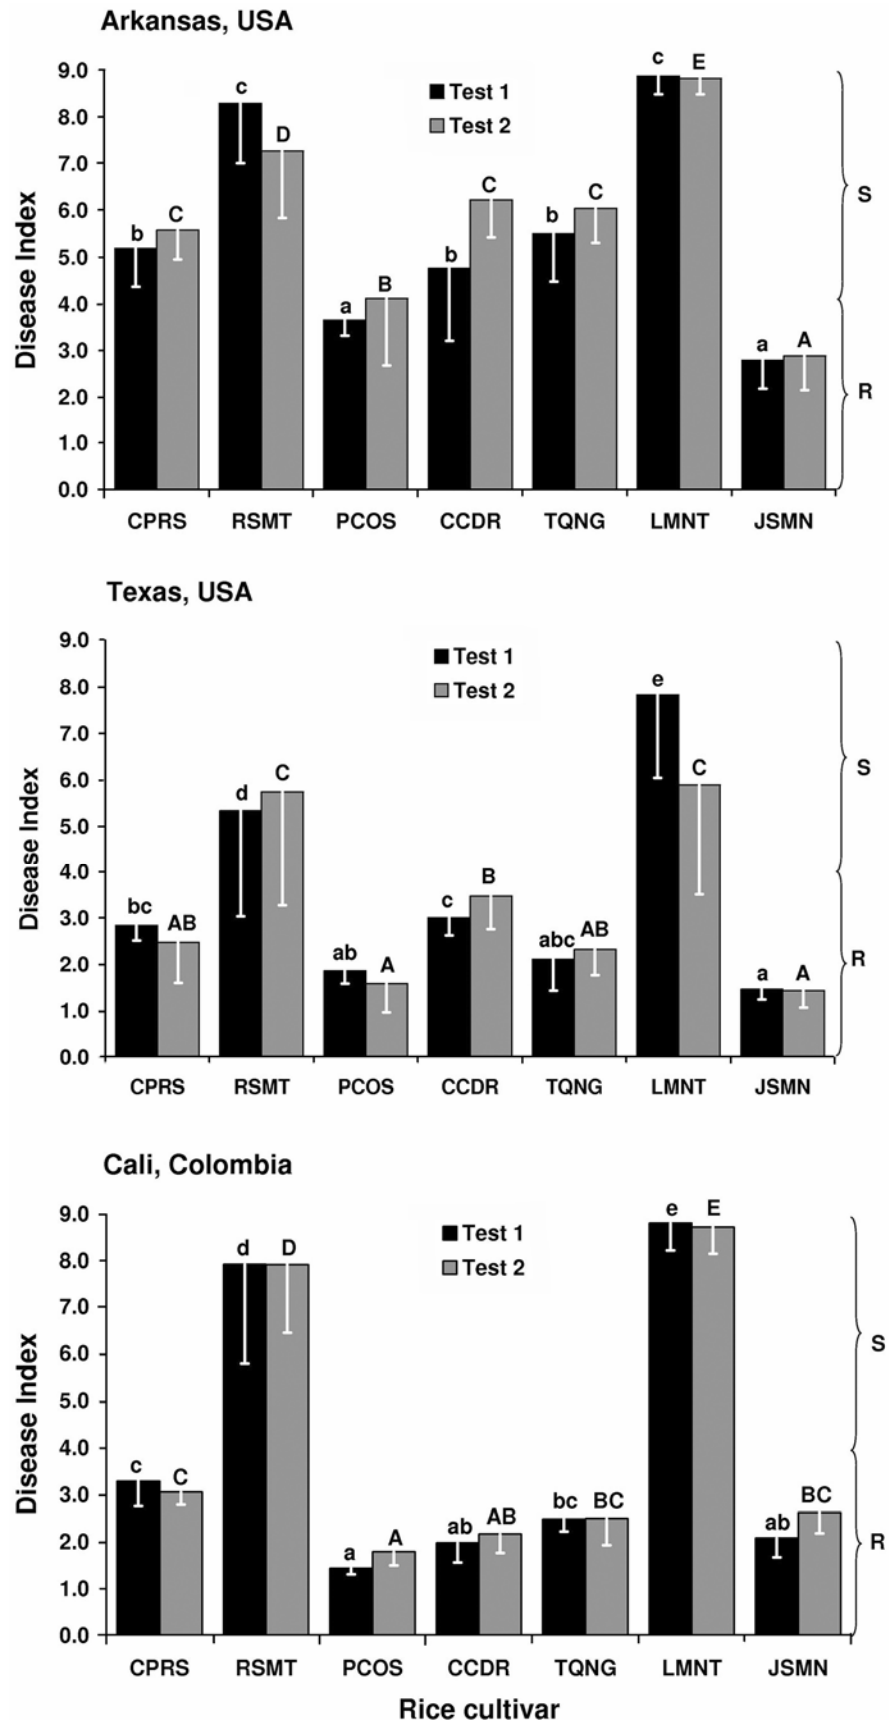 Arkansas, USA
Disease Index
9.0
8.0
7.0
6.0
5.0
4.0
3.0
2.0
1.0
0.0
Test 1
Test 2
b C c D a B b C b C c E a A
S
R
CPRS RSMT PCOS CCDR TQNG LMNT JSMN
Texas, USA
Disease Index
9.0
8.0
7.0
6.0
5.0
4.0
3.0
2.0
1.0
0.0
Test 1
Test 2
bc AB d C ab A c B abc AB e C a A
S
R
CPRS RSMT PCOS CCDR TQNG LMNT JSMN
Cali, Colombia
Disease Index
9.0
8.0
7.0
6.0
5.0
4.0
3.0
2.0
1.0
0.0
Test 1
Test 2
c C d D a A ab AB bc BC e E ab BC
S
R
CPRS RSMT PCOS CCDR TQNG LMNT JSMN
Rice cultivar